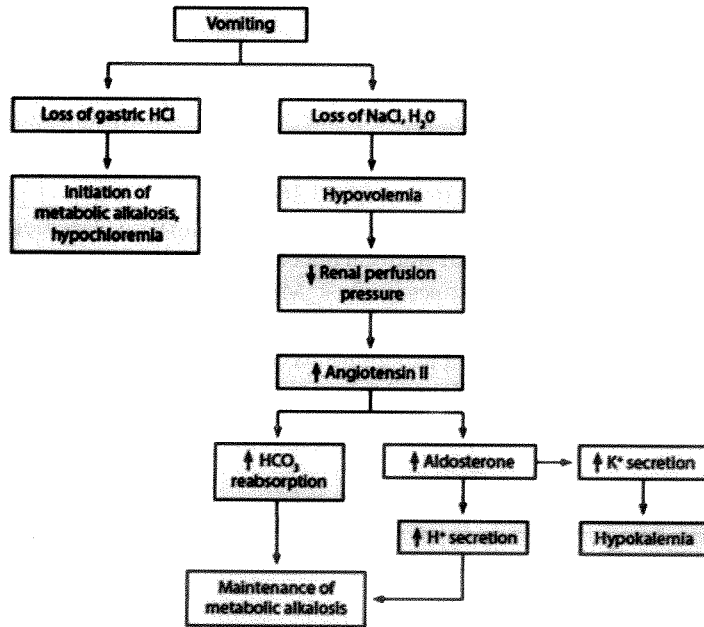 Vomiting
Loss of gastric HCl
Loss of NaCl, H₂0
Initiation of
metabolic alkalosis,
hypochloremia
Hypovolemia
↓ Renal perfusion
pressure
↑ Angiotensin II
↑ HCO₃
reabsorption
↑ Aldosterone
↑ K⁺ secretion
↑ H⁺ secretion
Hypokalemia
Maintenance of
metabolic alkalosis